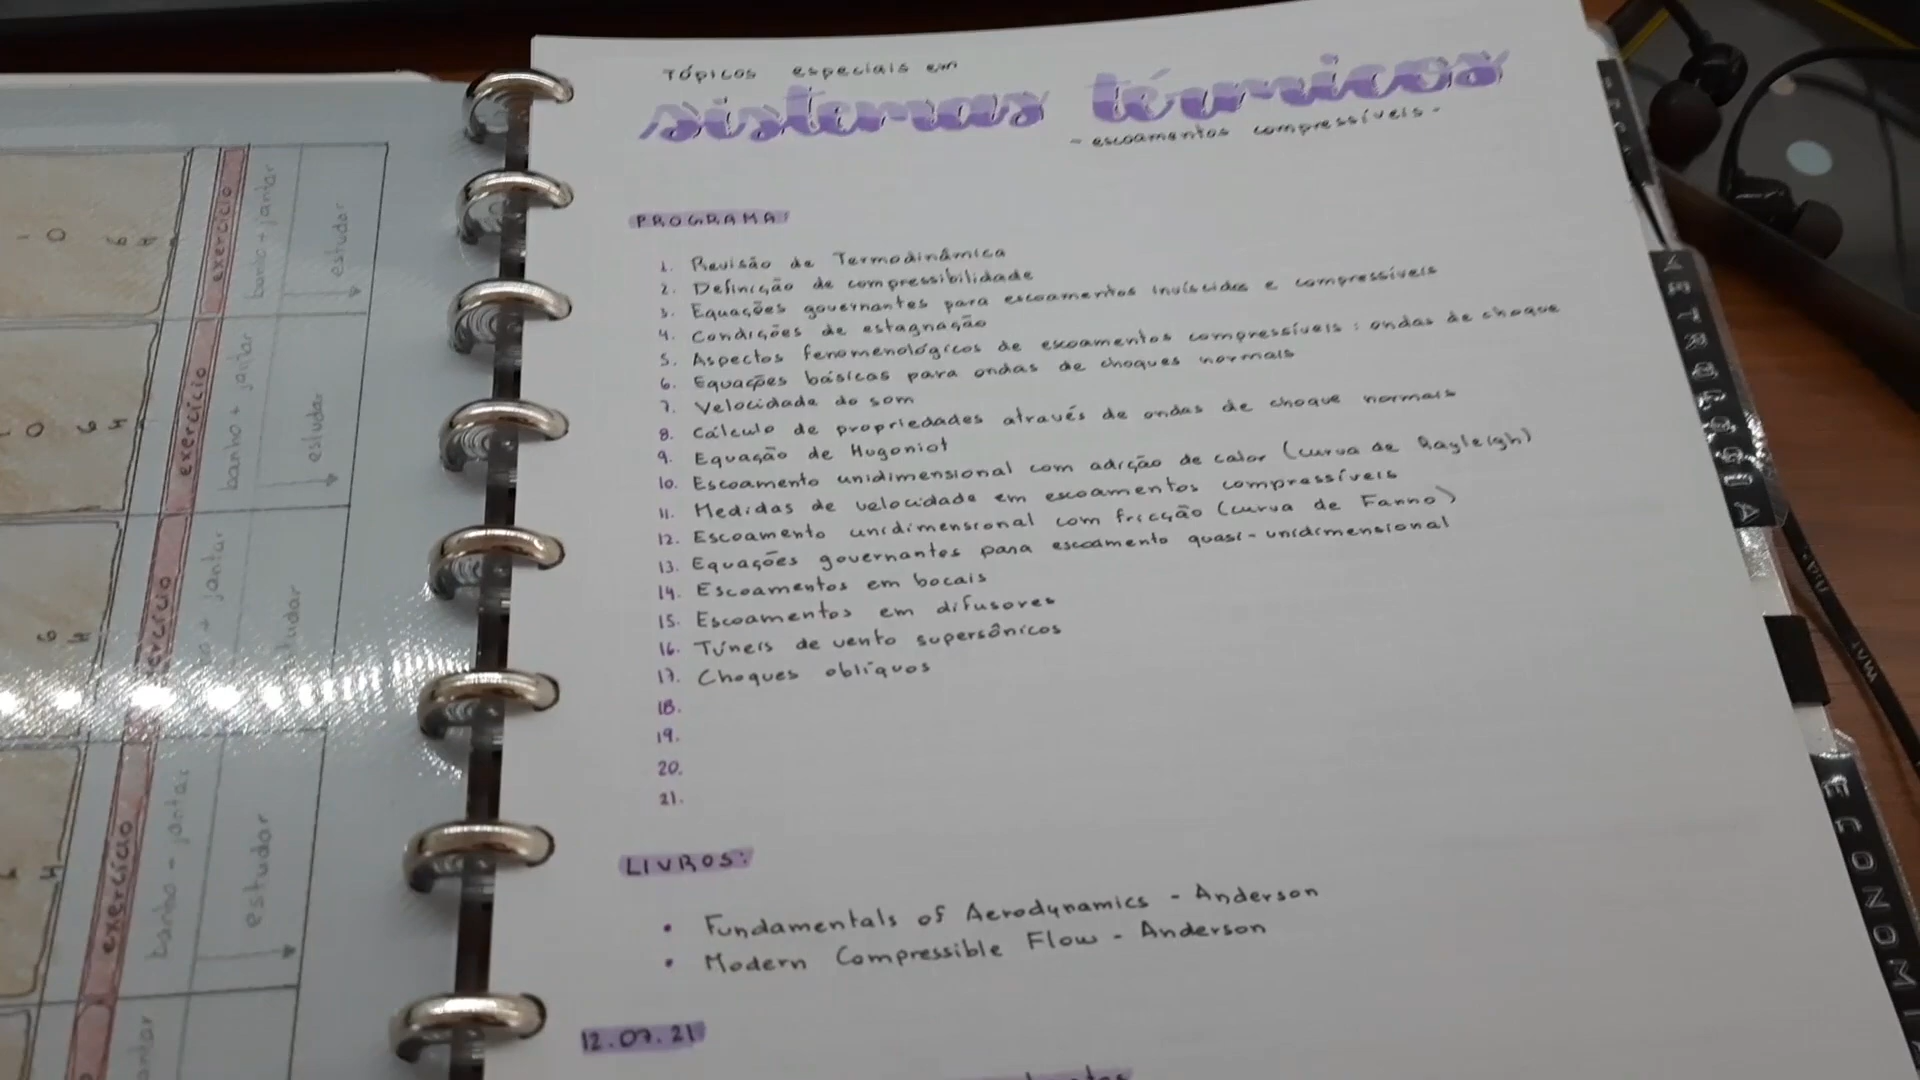 Tópicos especiais em
sistemas térmicos
- escoamentos compressíveis -
PROGRAMA:
1. Revisão de Termodinâmica
2. Definição de compressibilidade
3. Equações governantes para escoamentos invíscidos e compressíveis
4. Condições de estagnação
5. Aspectos fenomenológicos de escoamentos compressíveis: ondas de choque
6. Equações básicas para ondas de choques normais
7. Velocidade do som
8. Cálculo de propriedades através de ondas de choque normais
9. Equação de Hugoniot
10. Escoamento unidimensional com adição de calor (curva de Rayleigh)
11. Medidas de velocidade em escoamentos compressíveis
12. Escoamento unidimensional com fricção (curva de Fanno)
13. Equações governantes para escoamento quasi-unidimensional
14. Escoamentos em bocais
15. Escoamentos em difusores
16. Túneis de vento supersônicos
17. Choques oblíquos
18.
19.
20.
21.
LIVROS:
• Fundamentals of Aerodynamics - Anderson
• Modern Compressible Flow - Anderson
12.07.21
exercício
banho + jantar
estudar
exercício
banho + jantar
estudar
jantar
exercício
banho - jantar
estudar
METROLOGIA
ECONOMI